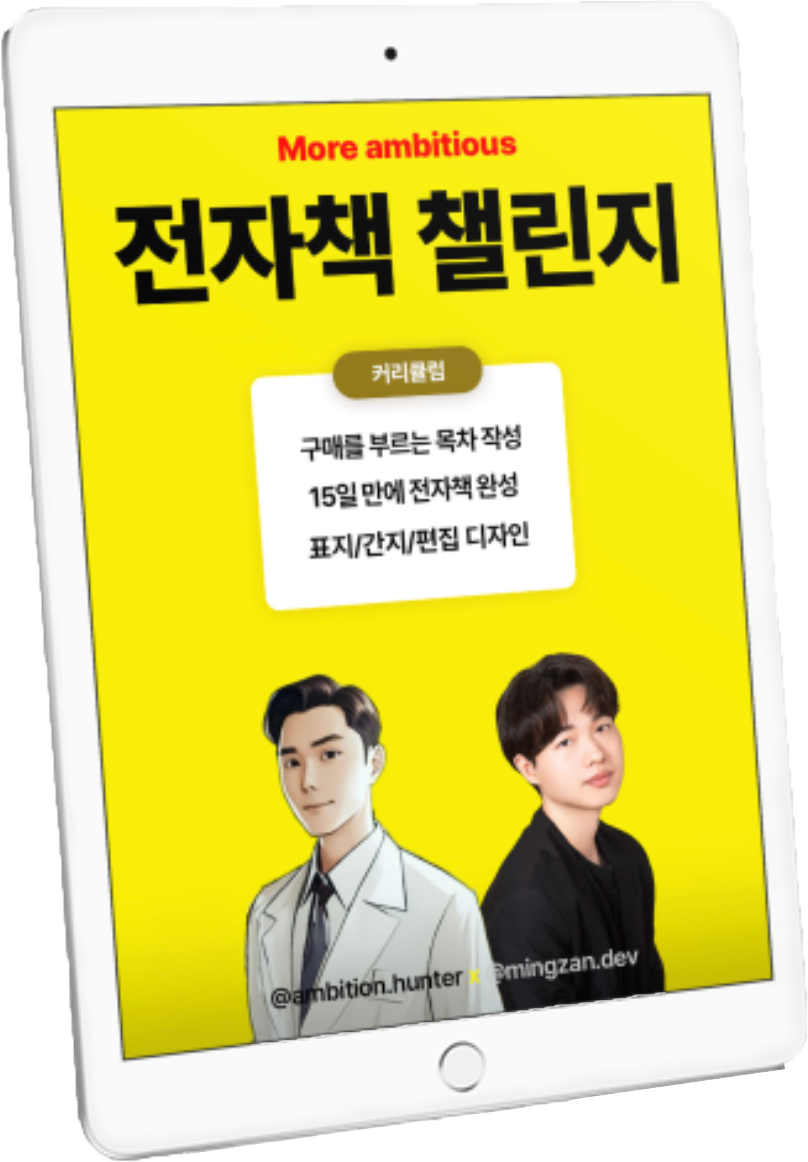 More ambitious
전자책 챌린지
커리큘럼
구매를 부르는 목차 작성
15일 만에 전자책 완성
표지/간지/편집 디자인
@ambition.hunter x @mingzan.dev